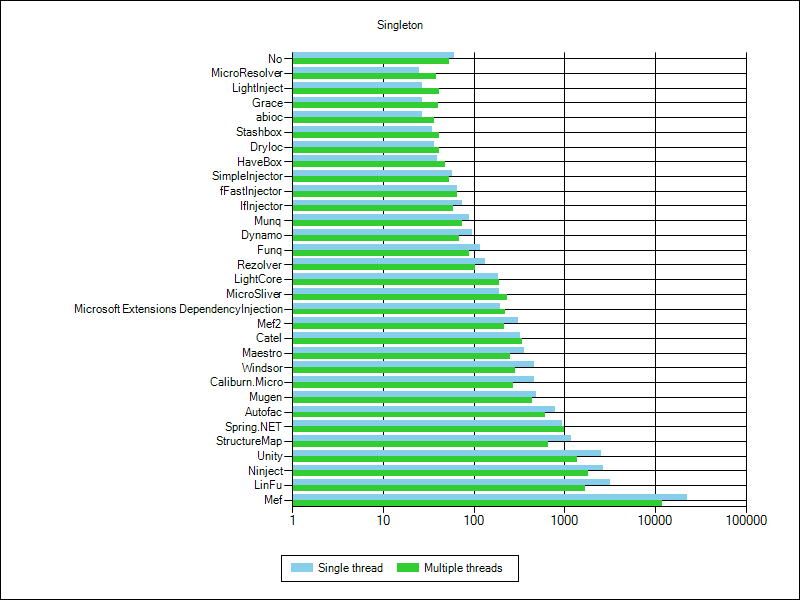 Singleton
No
MicroResolver
LightInject
Grace
abioc
Stashbox
DryIoc
HaveBox
SimpleInjector
fFastInjector
IfInjector
Munq
Dynamo
Funq
Rezolver
LightCore
MicroSliver
Microsoft Extensions DependencyInjection
Mef2
Catel
Maestro
Windsor
Caliburn.Micro
Mugen
Autofac
Spring.NET
StructureMap
Unity
Ninject
LinFu
Mef
1 10 100 1000 10000 100000
Single thread Multiple threads